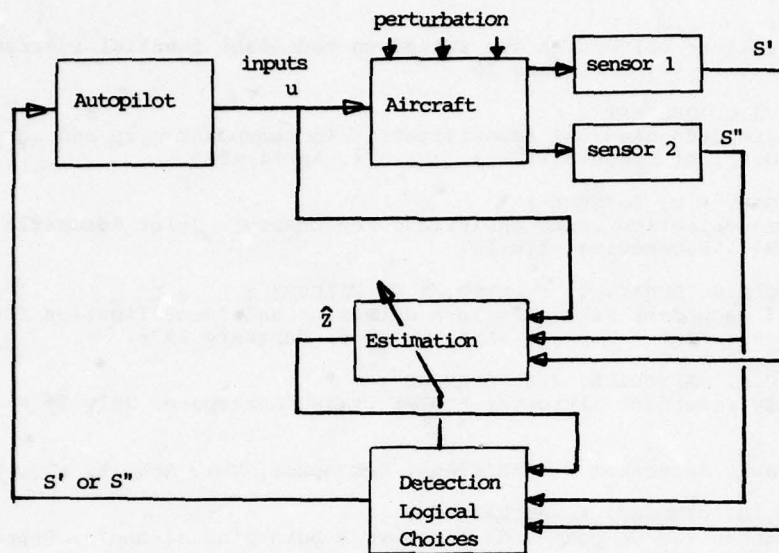 perturbation
inputs
u
Autopilot
Aircraft
sensor 1
S'
sensor 2
S"
Ẑ
Estimation
S' or S"
Detection
Logical
Choices